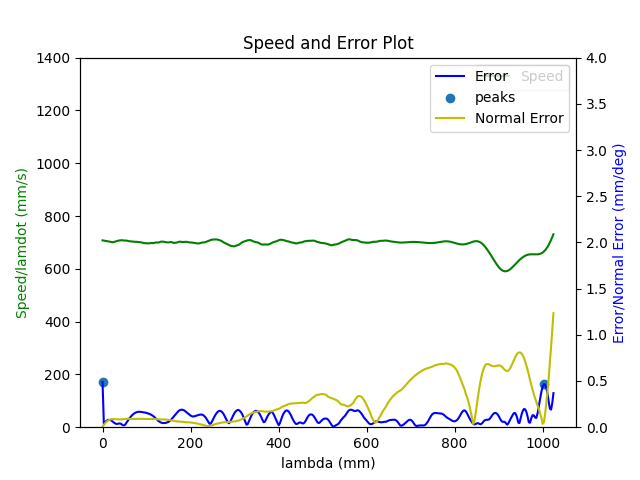 Speed and Error Plot
Speed/lamdot (mm/s)
1400
1200
1000
800
600
400
200
0
4.0
3.5
3.0
2.5
2.0
1.5
1.0
0.5
0.0
Error/Normal Error (mm/deg)
Speed
Error
peaks
Normal Error
0
200
400
600
800
1000
lambda (mm)